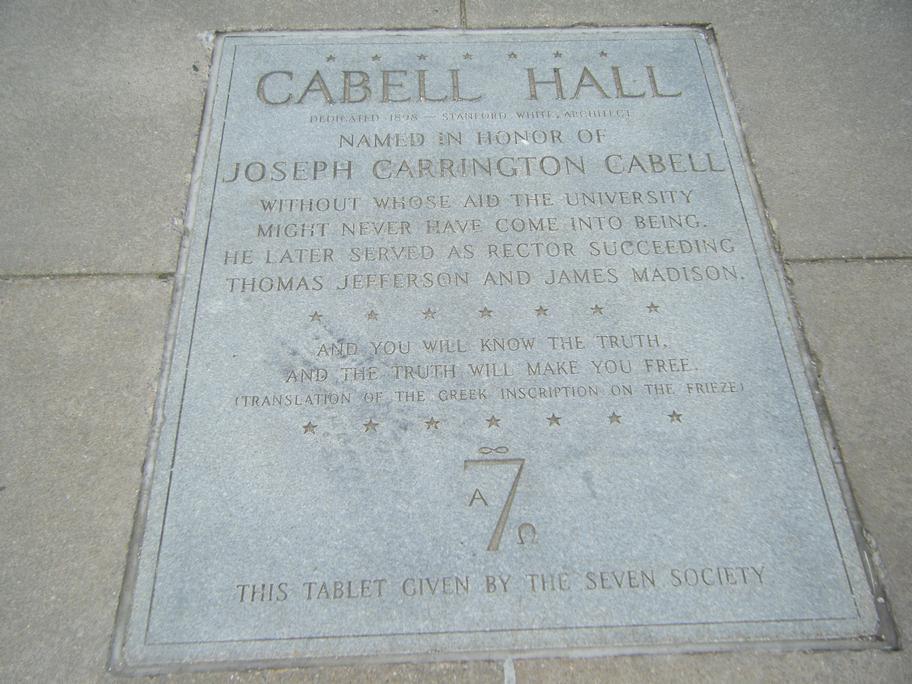 CABELL HALL
DEDICATED 1898 — STANFORD WHITE, ARCHITECT
NAMED IN HONOR OF
JOSEPH CARRINGTON CABELL
WITHOUT WHOSE AID THE UNIVERSITY
MIGHT NEVER HAVE COME INTO BEING.
HE LATER SERVED AS RECTOR SUCCEEDING
THOMAS JEFFERSON AND JAMES MADISON.
AND YOU WILL KNOW THE TRUTH,
AND THE TRUTH WILL MAKE YOU FREE.
(TRANSLATION OF THE GREEK INSCRIPTION ON THE FRIEZE)
∞
A 7 Ω
THIS TABLET GIVEN BY THE SEVEN SOCIETY